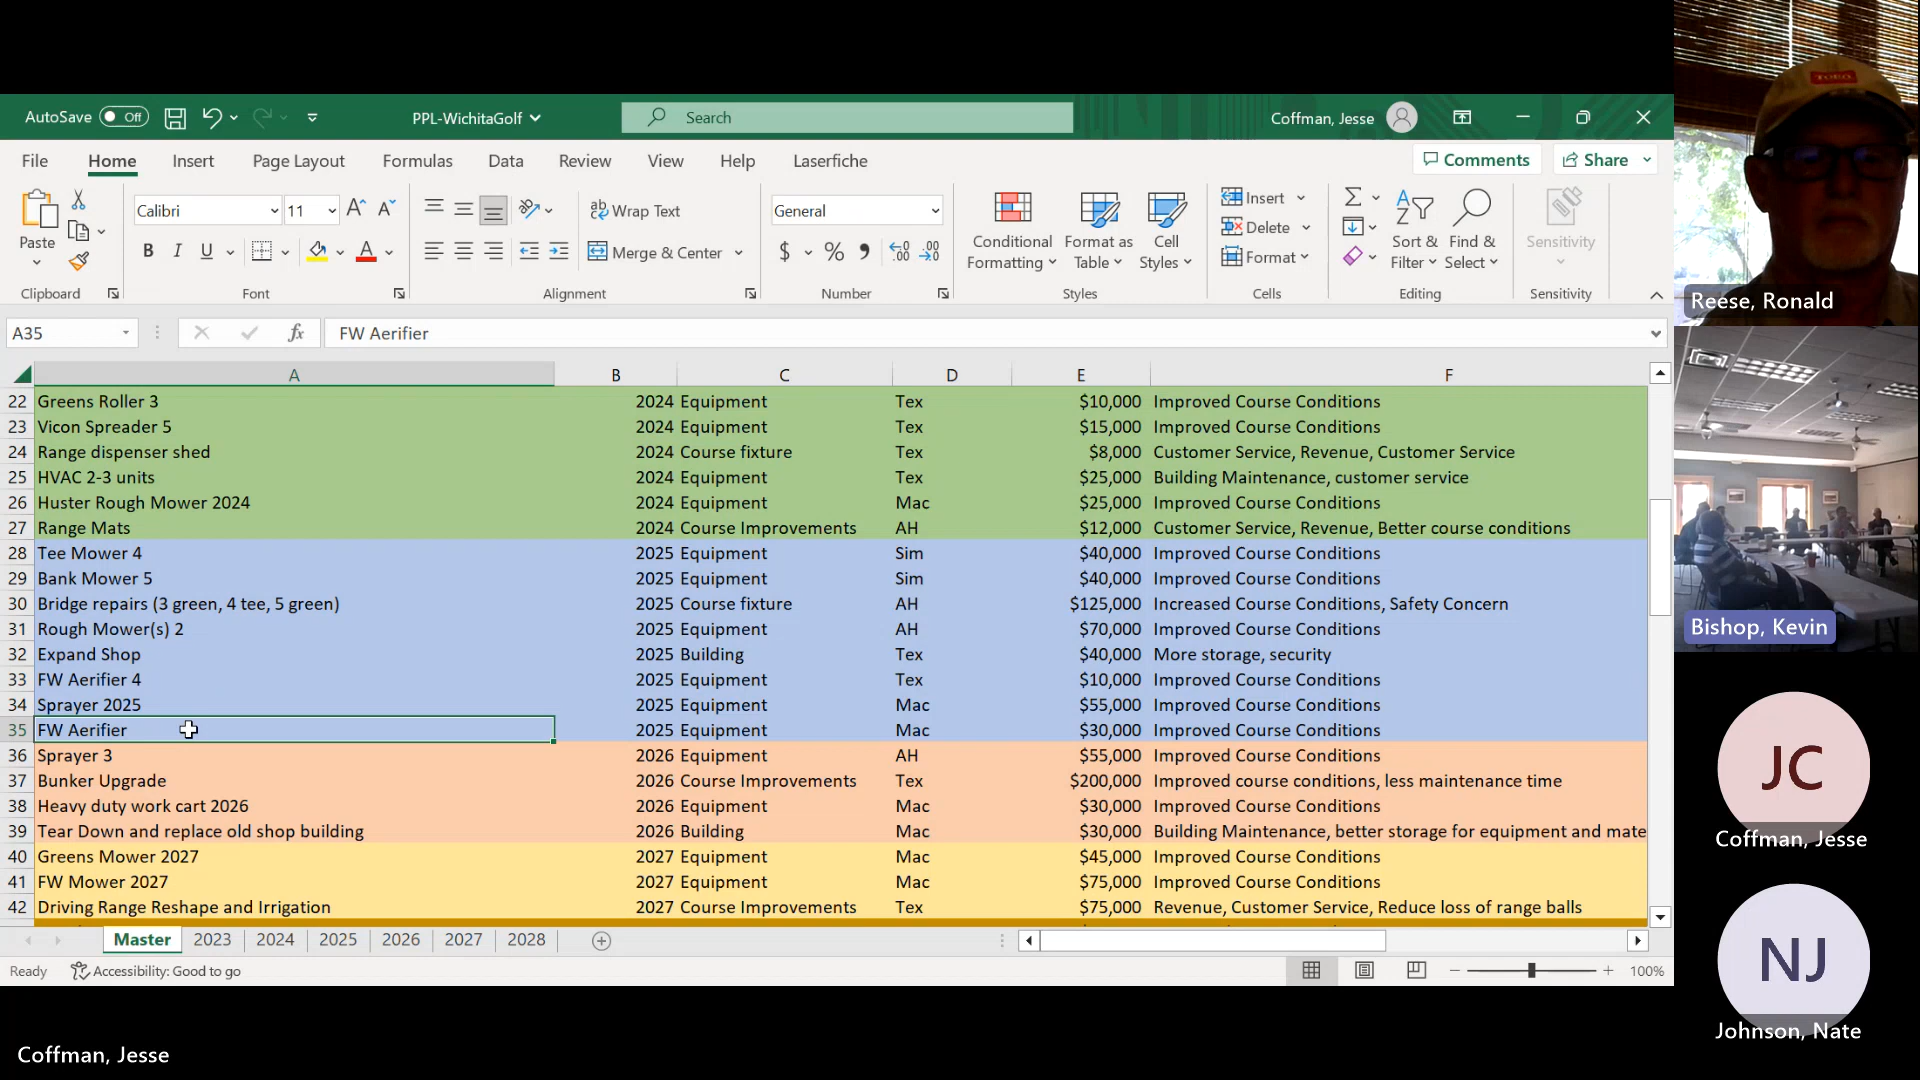 AutoSave Off PPL-WichitaGolf Search Coffman, Jesse
File Home Insert Page Layout Formulas Data Review View Help Laserfiche Comments Share
Paste Calibri 11 Wrap Text General Conditional Formatting Format as Table Cell Styles Insert Sort & Filter Find & Select Sensitivity
B I U A Merge & Center $ % Delete
Format
Clipboard Font Alignment Number Styles Cells Editing Sensitivity
A35 fx FW Aerifier
A B C D E F
22 Greens Roller 3 2024 Equipment Tex $10,000 Improved Course Conditions
23 Vicon Spreader 5 2024 Equipment Tex $15,000 Improved Course Conditions
24 Range dispenser shed 2024 Course fixture Tex $8,000 Customer Service, Revenue, Customer Service
25 HVAC 2-3 units 2024 Equipment Tex $25,000 Building Maintenance, customer service
26 Huster Rough Mower 2024 2024 Equipment Mac $25,000 Improved Course Conditions
27 Range Mats 2024 Course Improvements AH $12,000 Customer Service, Revenue, Better course conditions
28 Tee Mower 4 2025 Equipment Sim $40,000 Improved Course Conditions
29 Bank Mower 5 2025 Equipment Sim $40,000 Improved Course Conditions
30 Bridge repairs (3 green, 4 tee, 5 green) 2025 Course fixture AH $125,000 Increased Course Conditions, Safety Concern
31 Rough Mower(s) 2 2025 Equipment AH $70,000 Improved Course Conditions
32 Expand Shop 2025 Building Tex $40,000 More storage, security
33 FW Aerifier 4 2025 Equipment Tex $10,000 Improved Course Conditions
34 Sprayer 2025 2025 Equipment Mac $55,000 Improved Course Conditions
35 FW Aerifier 2025 Equipment Mac $30,000 Improved Course Conditions
36 Sprayer 3 2026 Equipment AH $55,000 Improved Course Conditions
37 Bunker Upgrade 2026 Course Improvements Tex $200,000 Improved course conditions, less maintenance time
38 Heavy duty work cart 2026 2026 Equipment Mac $30,000 Improved Course Conditions
39 Tear Down and replace old shop building 2026 Building Mac $30,000 Building Maintenance, better storage for equipment and mate
40 Greens Mower 2027 2027 Equipment Mac $45,000 Improved Course Conditions
41 FW Mower 2027 2027 Equipment Mac $75,000 Improved Course Conditions
42 Driving Range Reshape and Irrigation 2027 Course Improvements Tex $75,000 Revenue, Customer Service, Reduce loss of range balls
Master 2023 2024 2025 2026 2027 2028
Ready Accessibility: Good to go 100%
Coffman, Jesse
TORO
Reese, Ronald
Bishop, Kevin
JC
Coffman, Jesse
NJ
Johnson, Nate